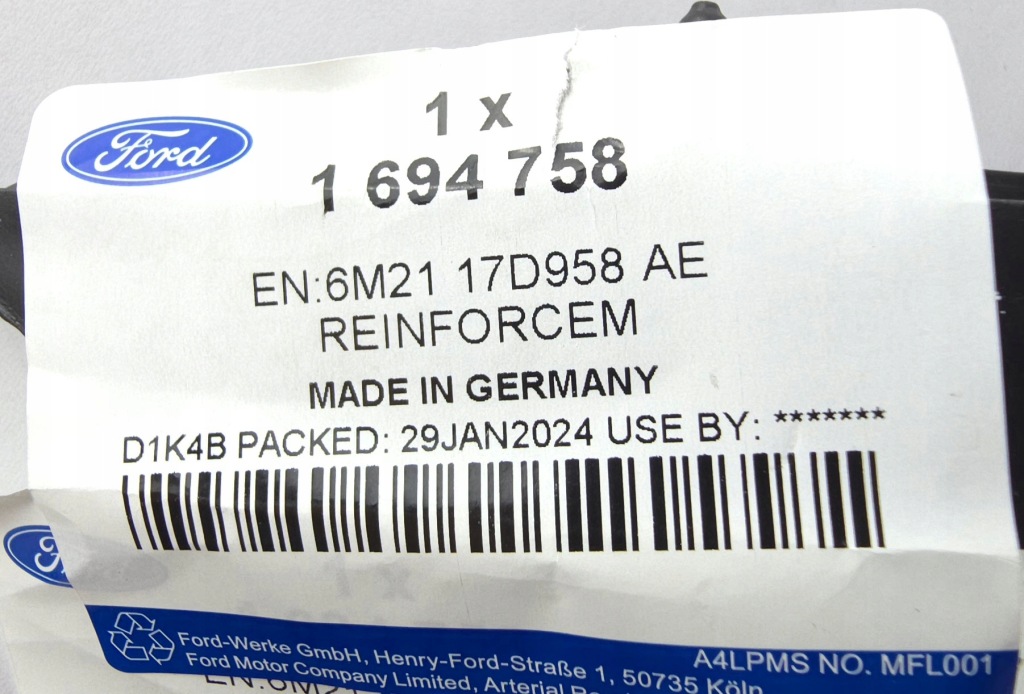 Ford
1 x
1 694 758
EN:6M21 17D958 AE
REINFORCEM
MADE IN GERMANY
D1K4B PACKED: 29JAN2024 USE BY: *******
Ford-Werke GmbH, Henry-Ford-Straße 1, 50735 Köln
Ford Motor Company Limited, Arterial
A4LPMS NO. MFL001
1 x